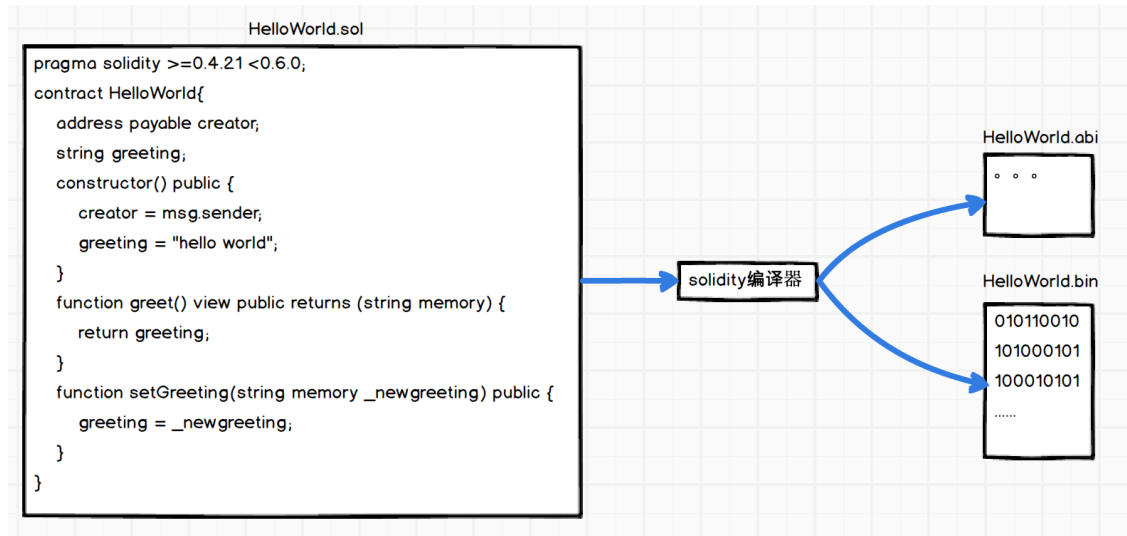 HelloWorld.sol
pragma solidity >=0.4.21 <0.6.0;
contract HelloWorld{
address payable creator;
string greeting;
constructor() public {
creator = msg.sender;
greeting = "hello world";
}
function greet() view public returns (string memory) {
return greeting;
}
function setGreeting(string memory _newgreeting) public {
greeting = _newgreeting;
}
}
solidity编译器
HelloWorld.abi
。。。
HelloWorld.bin
010110010
101000101
100010101
......